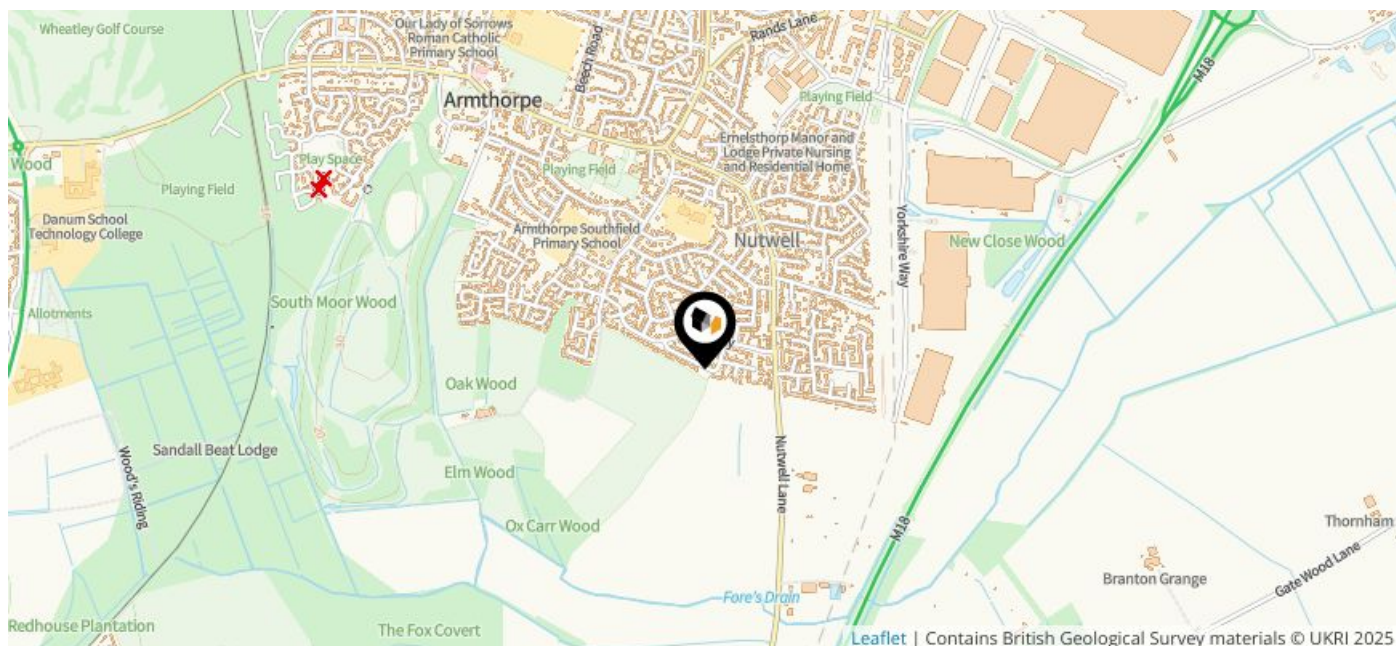 Wheatley Golf Course
Our Lady of Sorrows
Roman Catholic
Primary School
Beech Road
Rands Lane
M18
Armthorpe
Playing Field
Ernelsthorp Manor and
Lodge Private Nursing
and Residential Home
Wood
Play Space
Playing Field
Playing Field
Danum School
Technology College
Armthorpe Southfield
Primary School
Nutwell
Yorkshire Way
New Close Wood
Allotments
South Moor Wood
30
Oak Wood
20
Sandall Beat Lodge
Wood's Riding
Elm Wood
Nutwell Lane
Ox Carr Wood
M18
Thornham
Branton Grange
Gate Wood Lane
Fore's Drain
Redhouse Plantation
The Fox Covert
Leaflet | Contains British Geological Survey materials © UKRI 2025